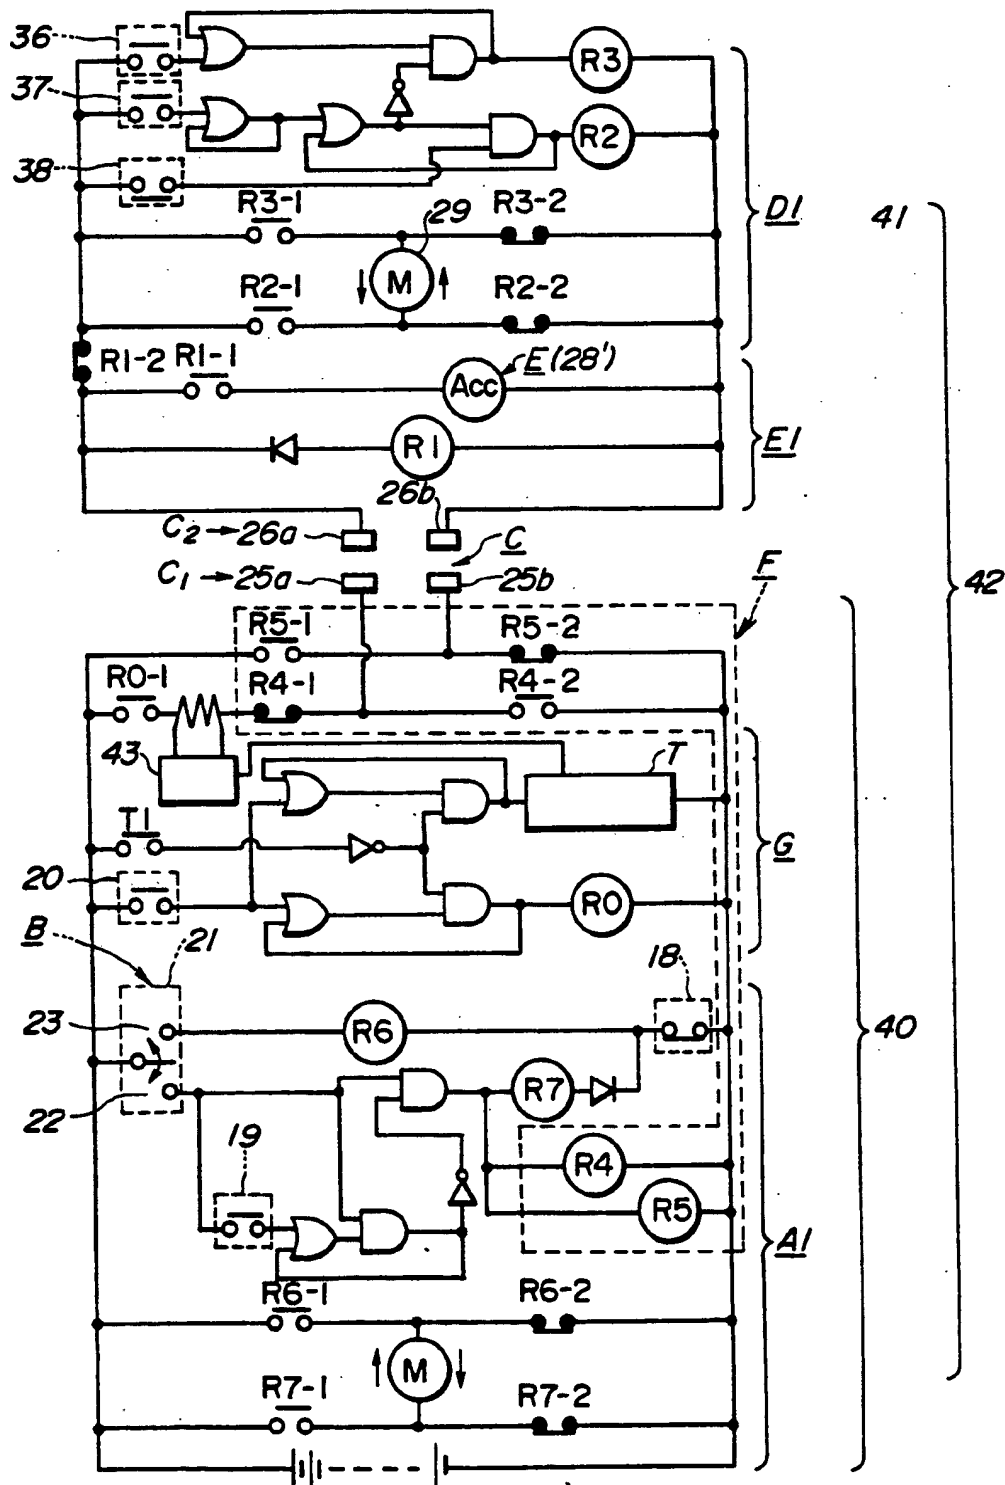 36
R3
37
R2
38
R3-1
29
R3-2
41
D1
M
R2-1
R2-2
R1-2
R1-1
E(28')
Acc
R1
E1
26b
C2→26a
C
C1→25a
25b
F
42
R5-1
R5-2
R0-1
R4-1
R4-2
43
T
T1
G
20
R0
B
21
18
23
R6
40
22
R7
19
R4
R5
A1
R6-1
R6-2
M
R7-1
R7-2